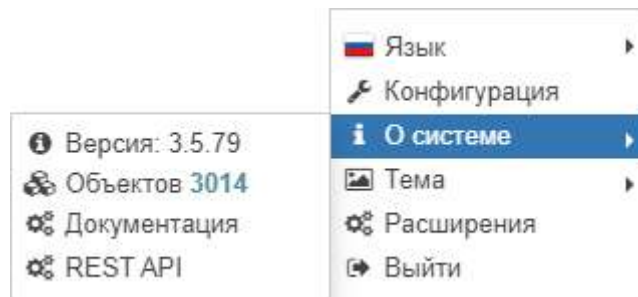 Язык
Конфигурация
О системе
Тема
Расширения
Выйти
Версия: 3.5.79
Объектов 3014
Документация
REST API